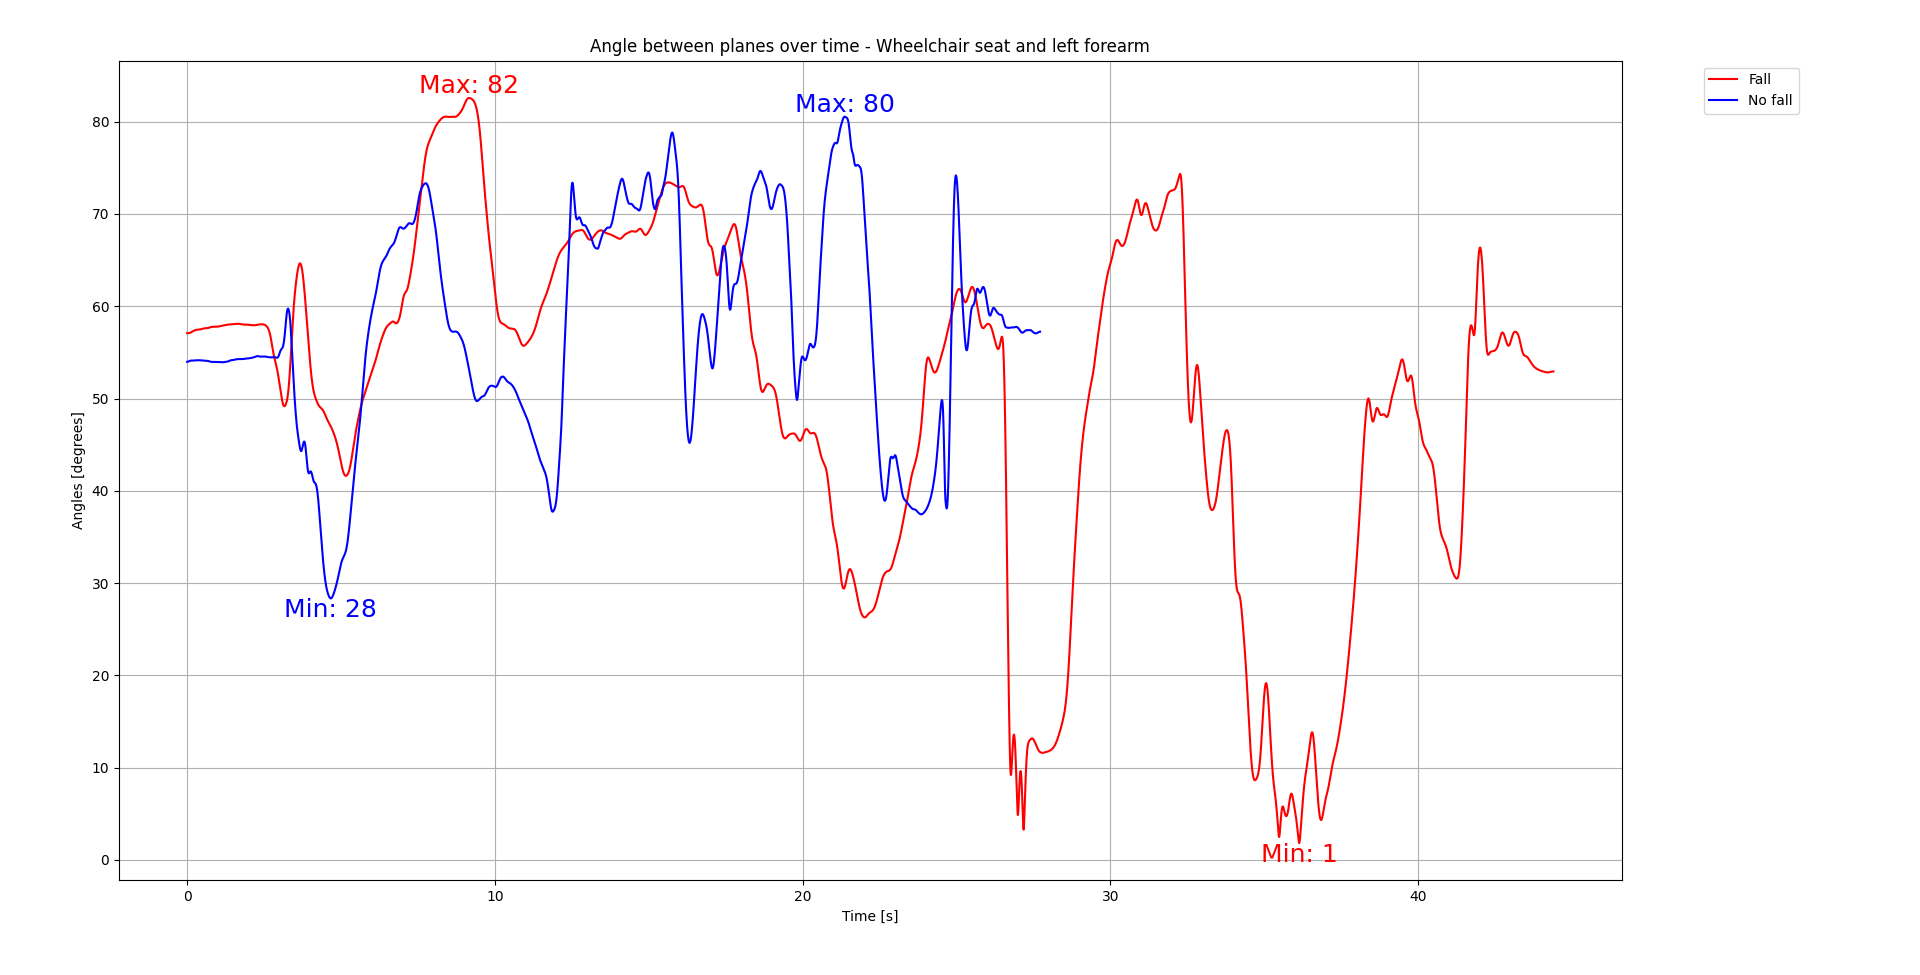 Angle between planes over time - Wheelchair seat and left forearm
Max: 82
Max: 80
Min: 28
Min: 1
Fall
No fall
Angles [degrees]
80
70
60
50
40
30
20
10
0
0 10 20 30 40
Time [s]